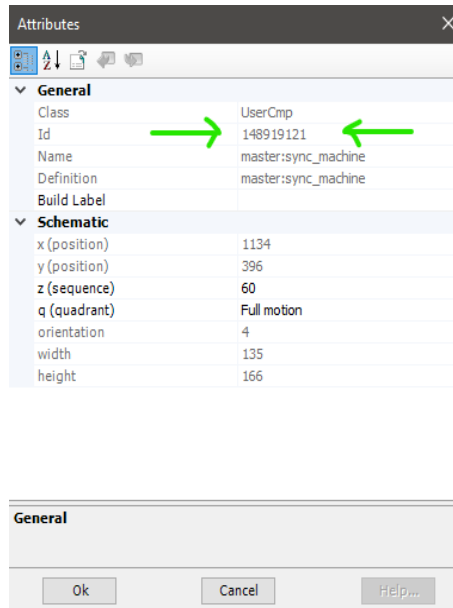 Attributes
General
Class UserCmp
Id 148919121
Name master:sync_machine
Definition master:sync_machine
Build Label
Schematic
x (position) 1134
y (position) 396
z (sequence) 60
q (quadrant) Full motion
orientation 4
width 135
height 166
General
Ok Cancel Help...